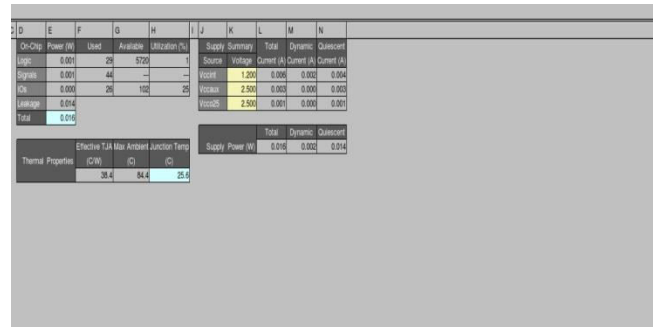 D E F G H I J K L M N
On-Chip Power (W) Used Available Utilization (%) Supply Summary Total Dynamic Quiescent
Logic 0.001 29 5720 1 Source Voltage Current (A) Current (A) Current (A)
Signals 0.001 44 --- --- Vccint 1.200 0.006 0.002 0.004
IOs 0.000 26 102 25 Vccaux 2.500 0.003 0.000 0.003
Leakage 0.014 Vcco25 2.500 0.001 0.000 0.001
Total 0.016
Total Dynamic Quiescent
Effective TJA Max Ambient Junction Temp Supply Power (W) 0.016 0.002 0.014
Thermal Properties (C/W) (C) (C)
38.4 84.4 25.6